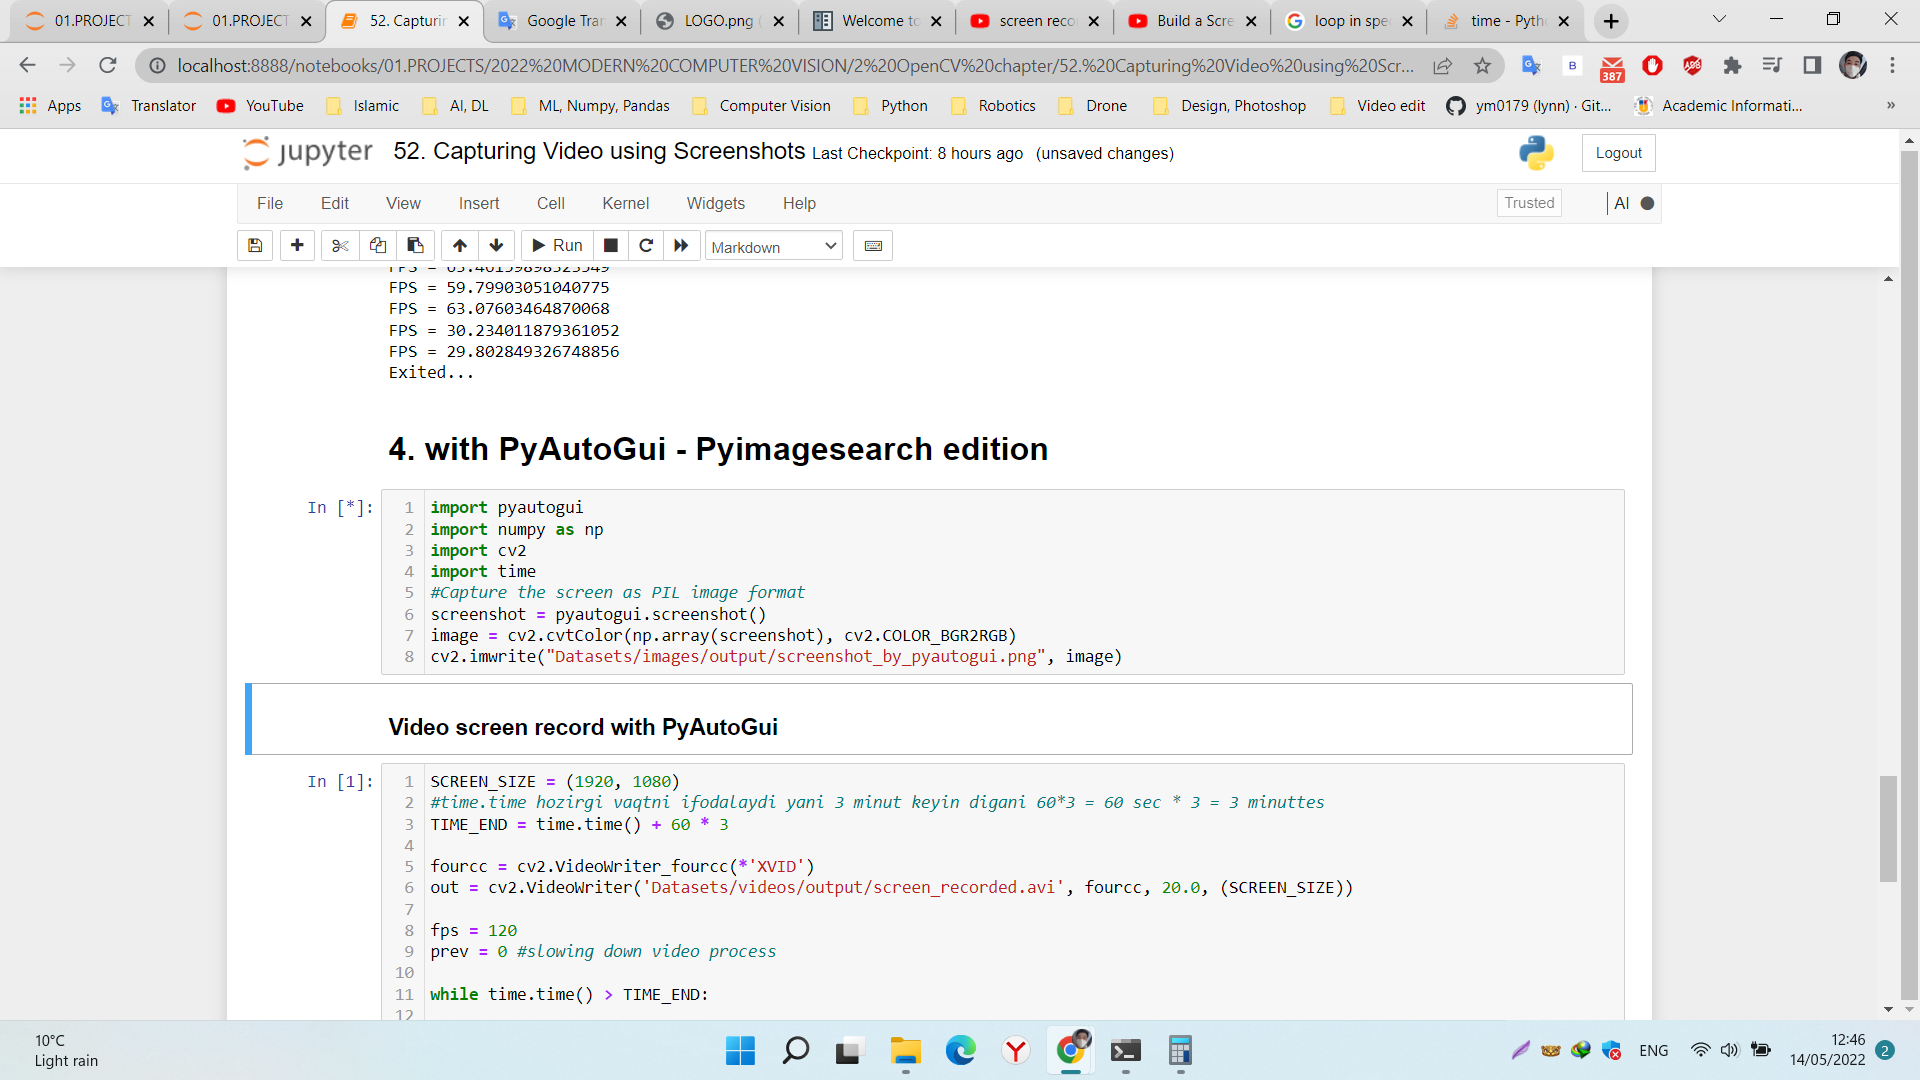 01.PROJECT
01.PROJECT
52. Capturin
Google Tran
LOGO.png (
Welcome to
screen reco
Build a Scre
loop in spe
time - Pyth
localhost:8888/notebooks/01.PROJECTS/2022%20MODERN%20COMPUTER%20VISION/2%20OpenCV%20chapter/52.%20Capturing%20Video%20using%20Scr...
387
Apps
Translator
YouTube
Islamic
AI, DL
ML, Numpy, Pandas
Computer Vision
Python
Robotics
Drone
Design, Photoshop
Video edit
ym0179 (lynn) · Git...
Academic Informati...
»
jupyter 52. Capturing Video using Screenshots Last Checkpoint: 8 hours ago (unsaved changes)
Logout
File Edit View Insert Cell Kernel Widgets Help
Trusted
AI
Run
Markdown
FPS = 59.79903051040775
FPS = 63.07603464870068
FPS = 30.234011879361052
FPS = 29.802849326748856
Exited...
4. with PyAutoGui - Pyimagesearch edition
In [*]:
1 import pyautogui
2 import numpy as np
3 import cv2
4 import time
5 #Capture the screen as PIL image format
6 screenshot = pyautogui.screenshot()
7 image = cv2.cvtColor(np.array(screenshot), cv2.COLOR_BGR2RGB)
8 cv2.imwrite("Datasets/images/output/screenshot_by_pyautogui.png", image)
Video screen record with PyAutoGui
In [1]:
1 SCREEN_SIZE = (1920, 1080)
2 #time.time hozirgi vaqtni ifodalaydi yani 3 minut keyin digani 60*3 = 60 sec * 3 = 3 minuttes
3 TIME_END = time.time() + 60 * 3
4
5 fourcc = cv2.VideoWriter_fourcc(*'XVID')
6 out = cv2.VideoWriter('Datasets/videos/output/screen_recorded.avi', fourcc, 20.0, (SCREEN_SIZE))
7
8 fps = 120
9 prev = 0 #slowing down video process
10
11 while time.time() > TIME_END:
12
10°C
Light rain
ENG
12:46
14/05/2022
2